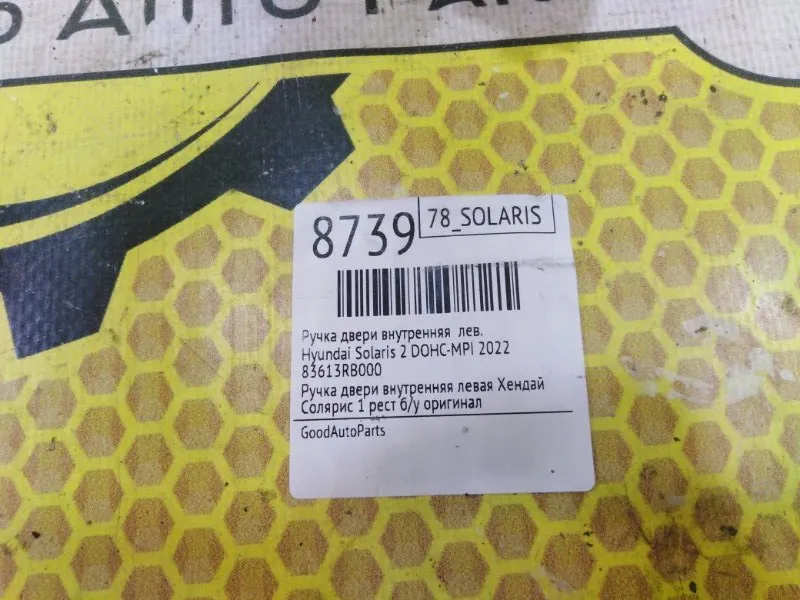 AUTO
8739
78_SOLARIS
Ручка двери внутренняя лев.
Hyundai Solaris 2 DOHC-MPI 2022
83613RB000
Ручка двери внутренняя левая Хендай
Солярис 1 рест б/у оригинал
GoodAutoParts